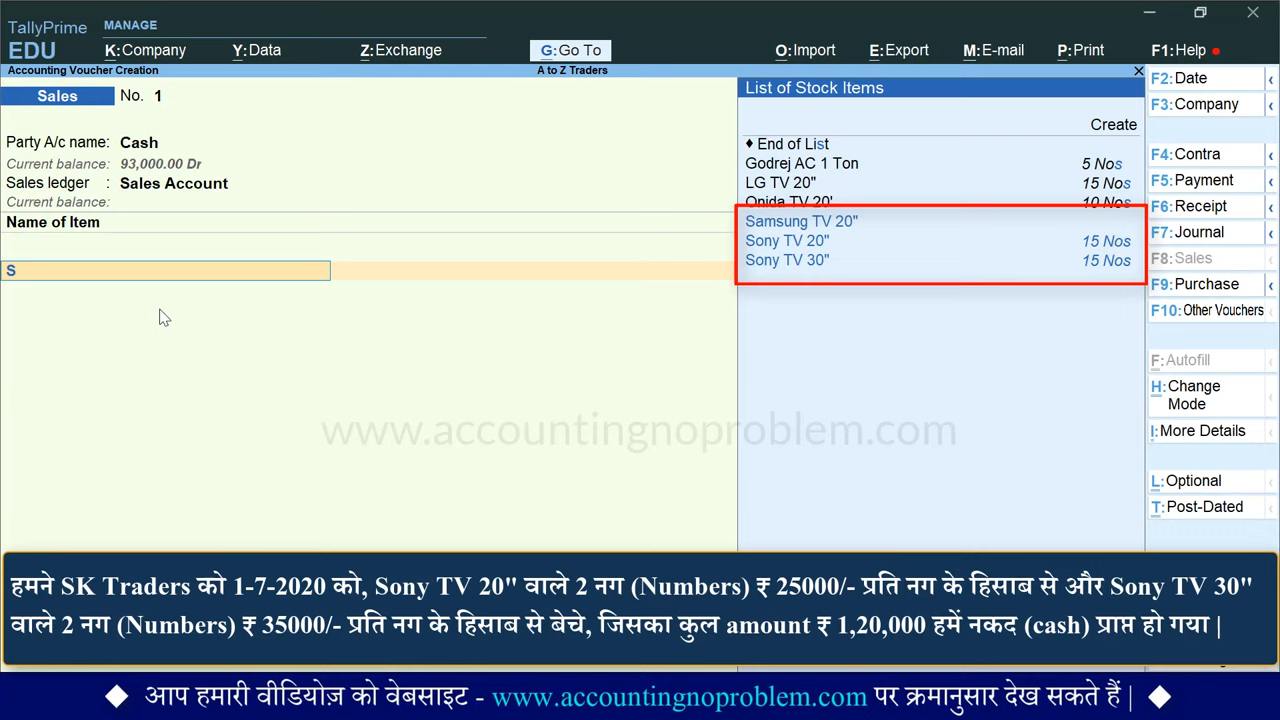 TallyPrime
MANAGE
EDU
K:Company Y:Data Z:Exchange G:Go To O:Import E:Export M:E-mail P:Print F1:Help
Accounting Voucher Creation A to Z Traders
Sales No. 1
Party A/c name: Cash
Current balance: 93,000.00 Dr
Sales ledger : Sales Account
Current balance:
Name of Item
S
List of Stock Items
Create
♦ End of List
Godrej AC 1 Ton 5 Nos
LG TV 20" 15 Nos
Onida TV 20' 10 Nos
Samsung TV 20"
Sony TV 20" 15 Nos
Sony TV 30" 15 Nos
F2:Date
F3:Company
F4:Contra
F5:Payment
F6:Receipt
F7:Journal
F8:Sales
F9:Purchase
F10:Other Vouchers
F:Autofill
H:Change
Mode
I:More Details
L:Optional
T:Post-Dated
www.accountingnoproblem.com
हमने SK Traders को 1-7-2020 को, Sony TV 20" वाले 2 नग (Numbers) ₹ 25000/- प्रति नग के हिसाब से और Sony TV 30"
वाले 2 नग (Numbers) ₹ 35000/- प्रति नग के हिसाब से बेचे, जिसका कुल amount ₹ 1,20,000 हमें नकद (cash) प्राप्त हो गया |
◆ आप हमारी वीडियोज़ को वेबसाइट - www.accountingnoproblem.com पर क्रमानुसार देख सकते हैं | ◆